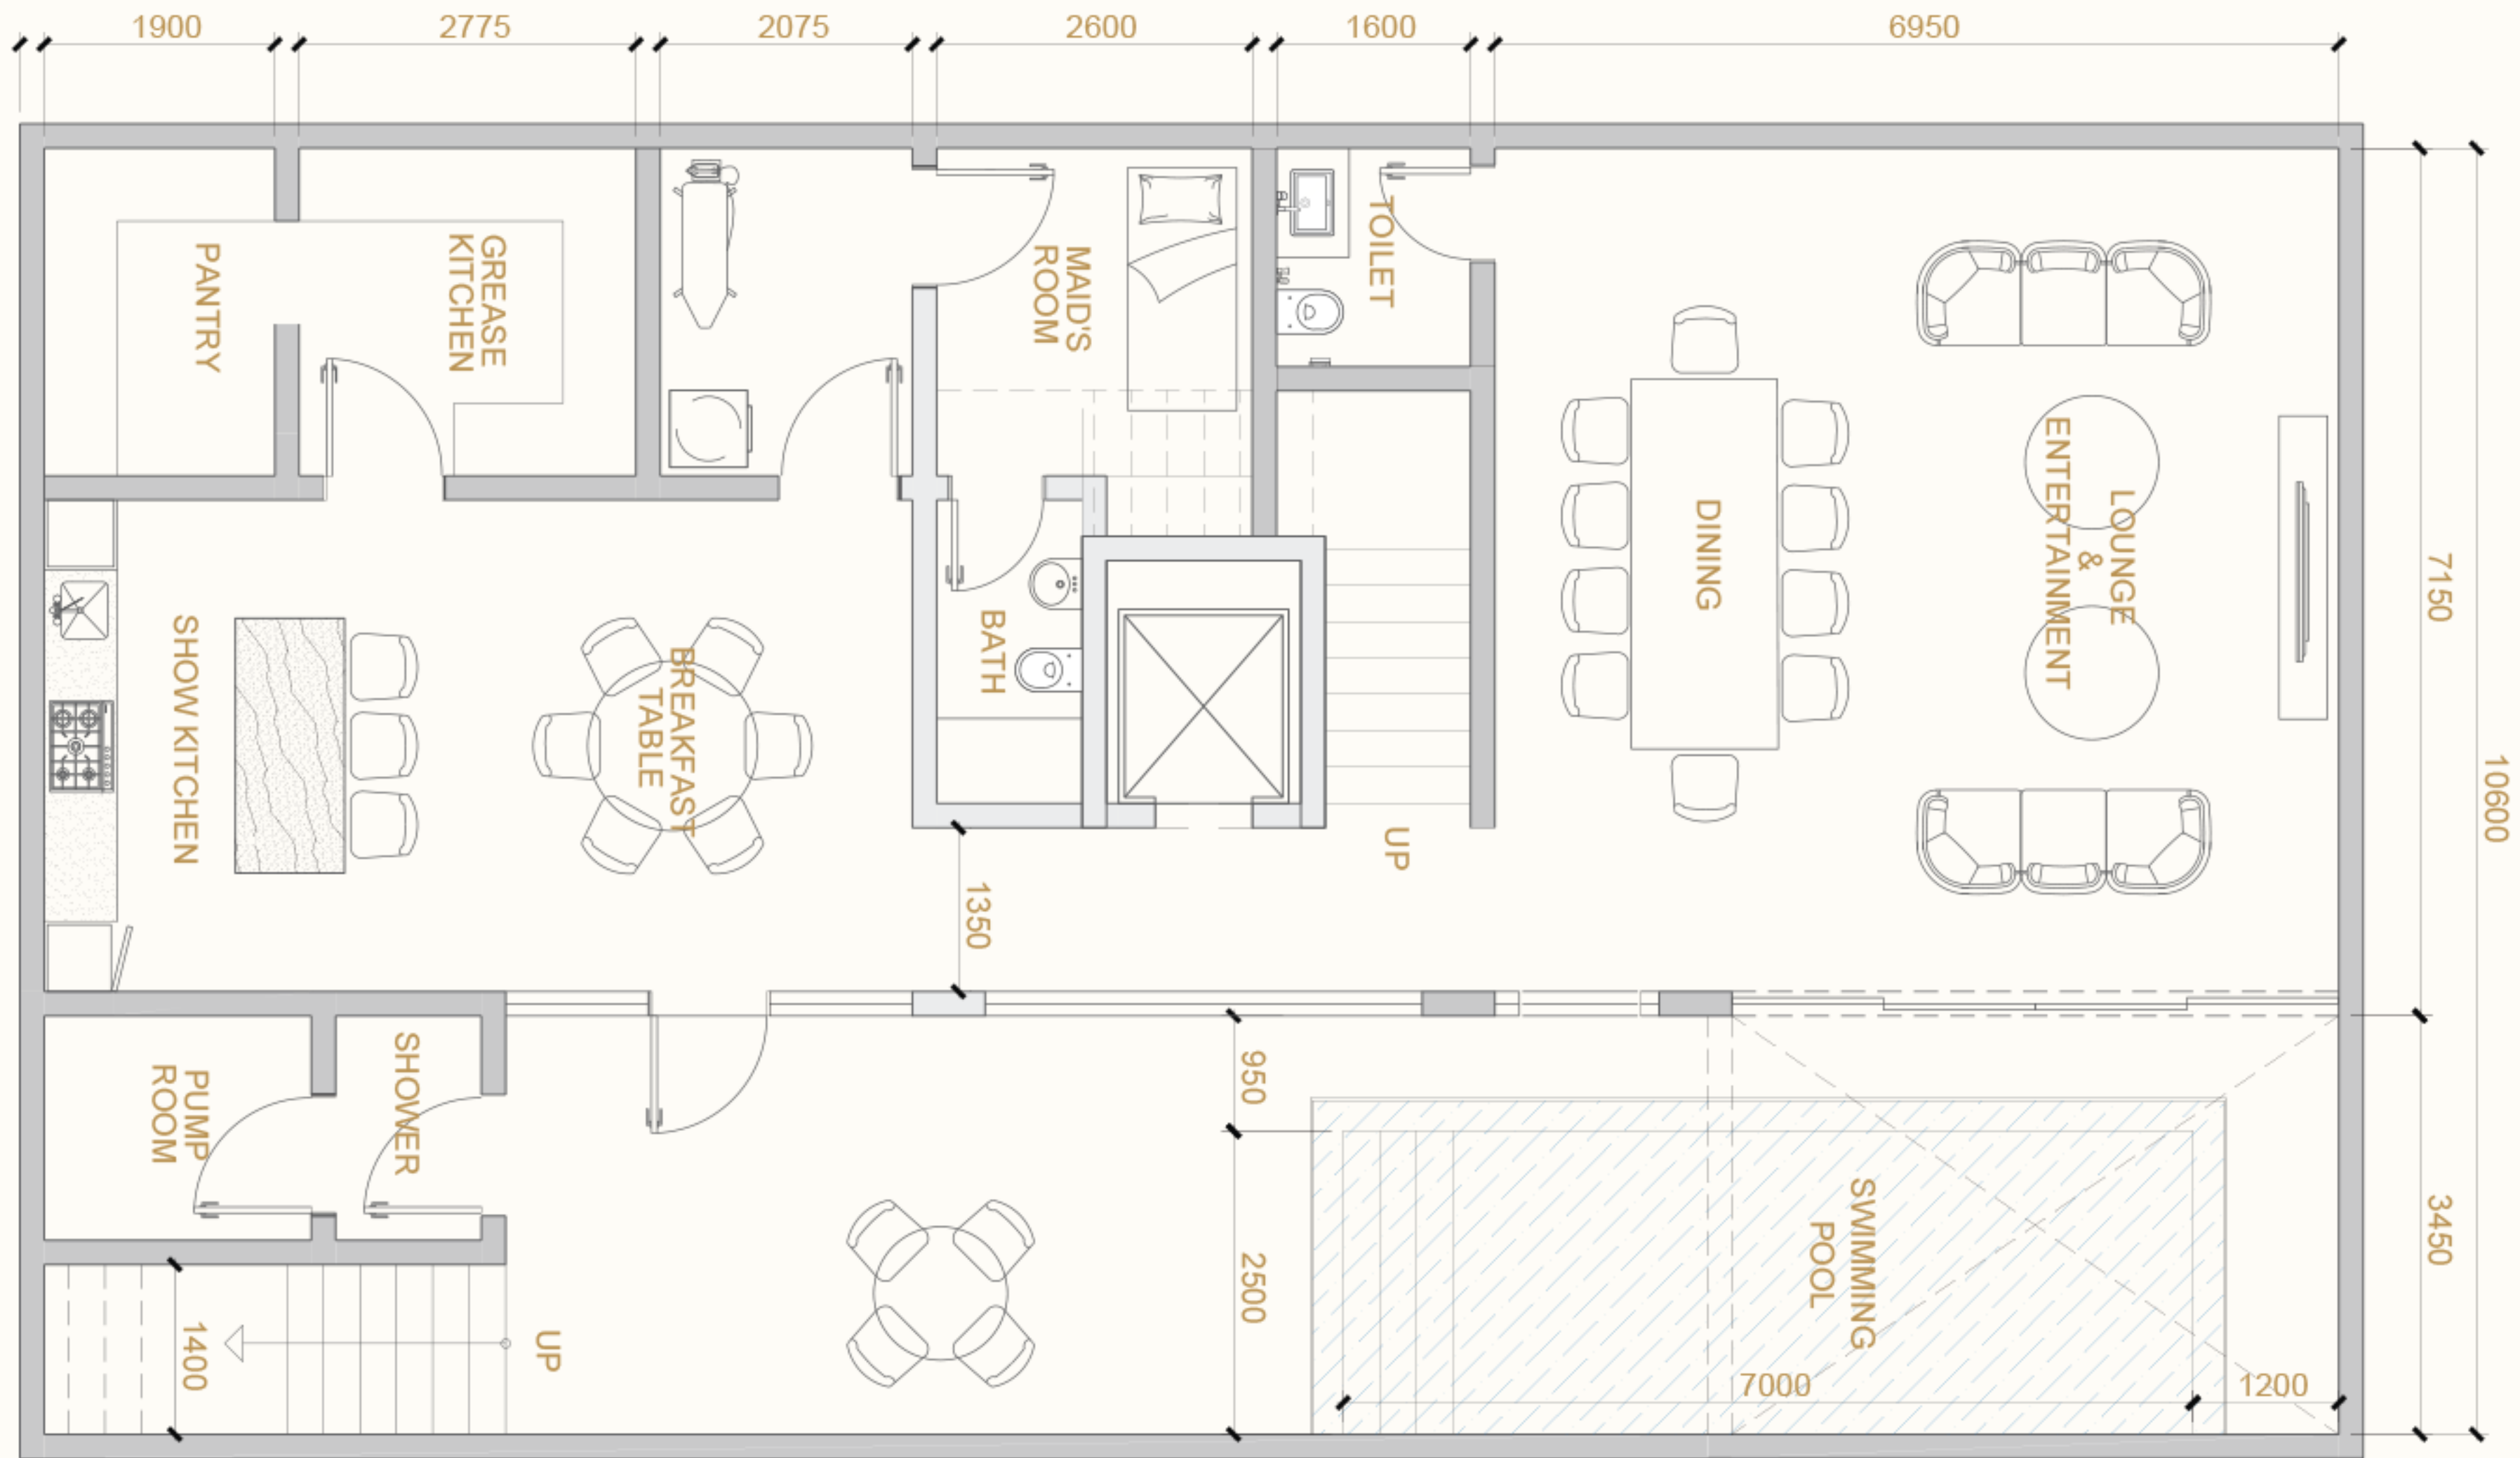 1900
2775
2075
2600
1600
6950
PANTRY
GREASE
KITCHEN
MAID'S
ROOM
TOILET
LOUNGE
&
ENTERTAINMENT
DINING
7150
10600
SHOW KITCHEN
BREAKFAST
TABLE
BATH
UP
1350
PUMP
ROOM
SHOWER
950
2500
SWIMMING
POOL
3450
1400
UP
7000
1200